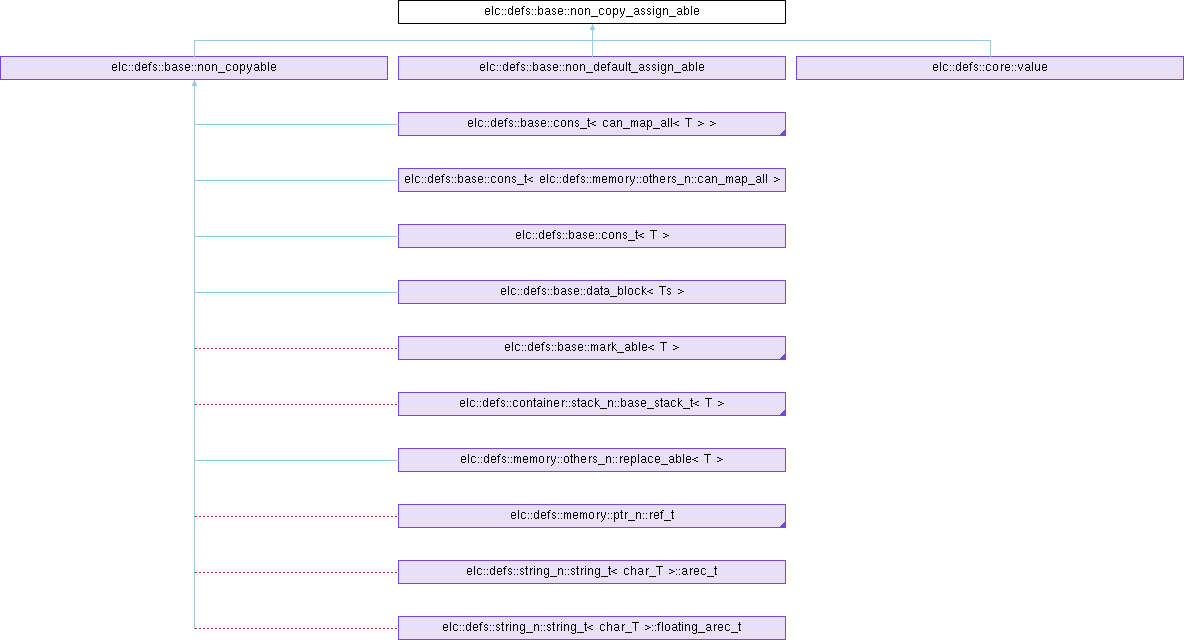 elc::defs::base::non_copy_assign_able
elc::defs::base::non_copyable
elc::defs::base::non_default_assign_able
elc::defs::core::value
elc::defs::base::cons_t< can_map_all< T > >
elc::defs::base::cons_t< elc::defs::memory::others_n::can_map_all >
elc::defs::base::cons_t< T >
elc::defs::base::data_block< Ts >
elc::defs::base::mark_able< T >
elc::defs::container::stack_n::base_stack_t< T >
elc::defs::memory::others_n::replace_able< T >
elc::defs::memory::ptr_n::ref_t
elc::defs::string_n::string_t< char_T >::arec_t
elc::defs::string_n::string_t< char_T >::floating_arec_t